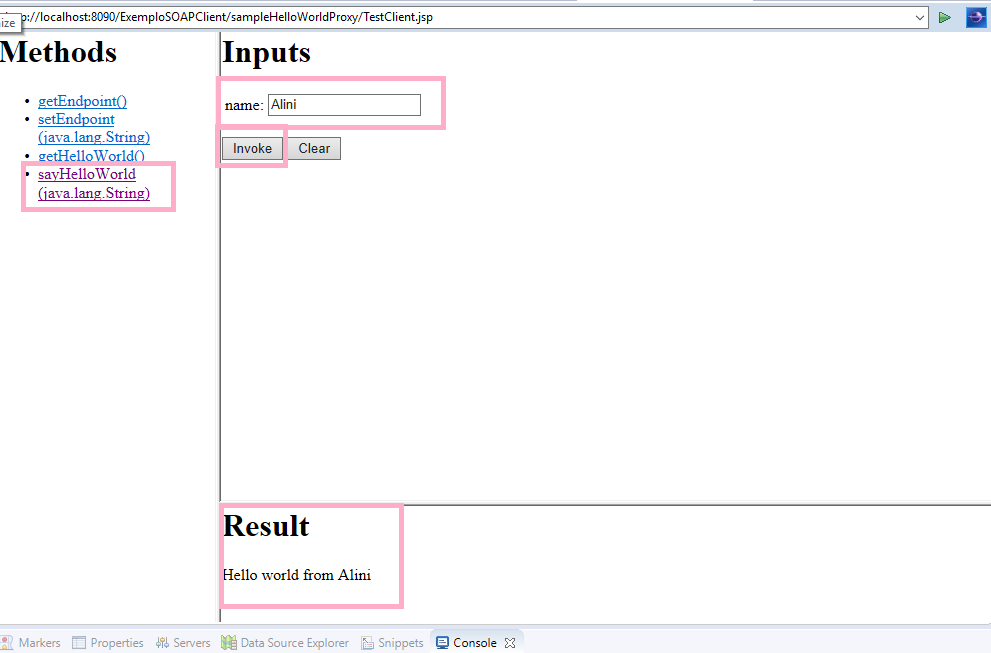 p://localhost:8090/ExemploSOAPClient/sampleHelloWorldProxy/TestClient.jsp
ize
Methods
getEndpoint()
setEndpoint
(java.lang.String)
getHelloWorld()
sayHelloWorld
(java.lang.String)
Inputs
name: Alini
Invoke Clear
Result
Hello world from Alini
Markers Properties Servers Data Source Explorer Snippets Console